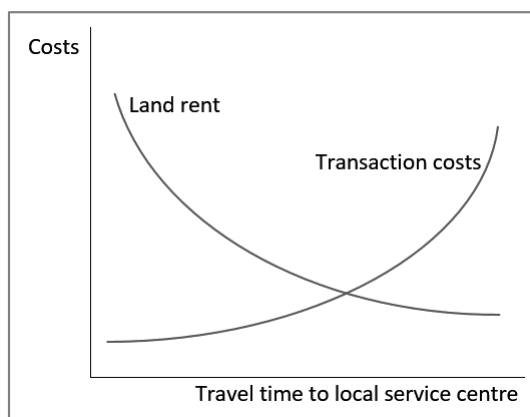 Costs
Land rent
Transaction costs
Travel time to local service centre